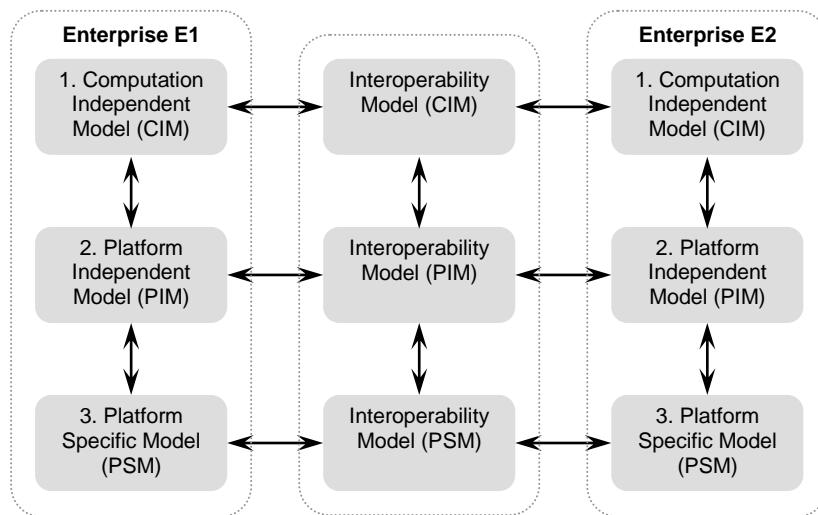 Enterprise E1
1. Computation
Independent
Model (CIM)
2. Platform
Independent
Model (PIM)
3. Platform
Specific Model
(PSM)
Interoperability
Model (CIM)
Interoperability
Model (PIM)
Interoperability
Model (PSM)
Enterprise E2
1. Computation
Independent
Model (CIM)
2. Platform
Independent
Model (PIM)
3. Platform
Specific Model
(PSM)